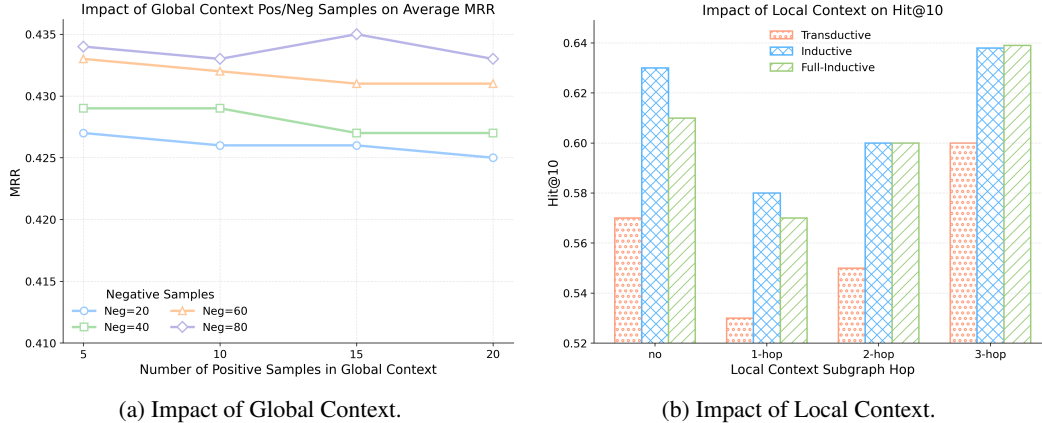 Impact of Global Context Pos/Neg Samples on Average MRR
0.435
0.430
0.425
0.420
0.415
0.410
MRR
Negative Samples
Neg=20 Neg=60
Neg=40 Neg=80
5 10 15 20
Number of Positive Samples in Global Context
(a) Impact of Global Context.
Impact of Local Context on Hit@10
Transductive
Inductive
Full-Inductive
0.64
0.62
0.60
0.58
0.56
0.54
0.52
Hit@10
no 1-hop 2-hop 3-hop
Local Context Subgraph Hop
(b) Impact of Local Context.